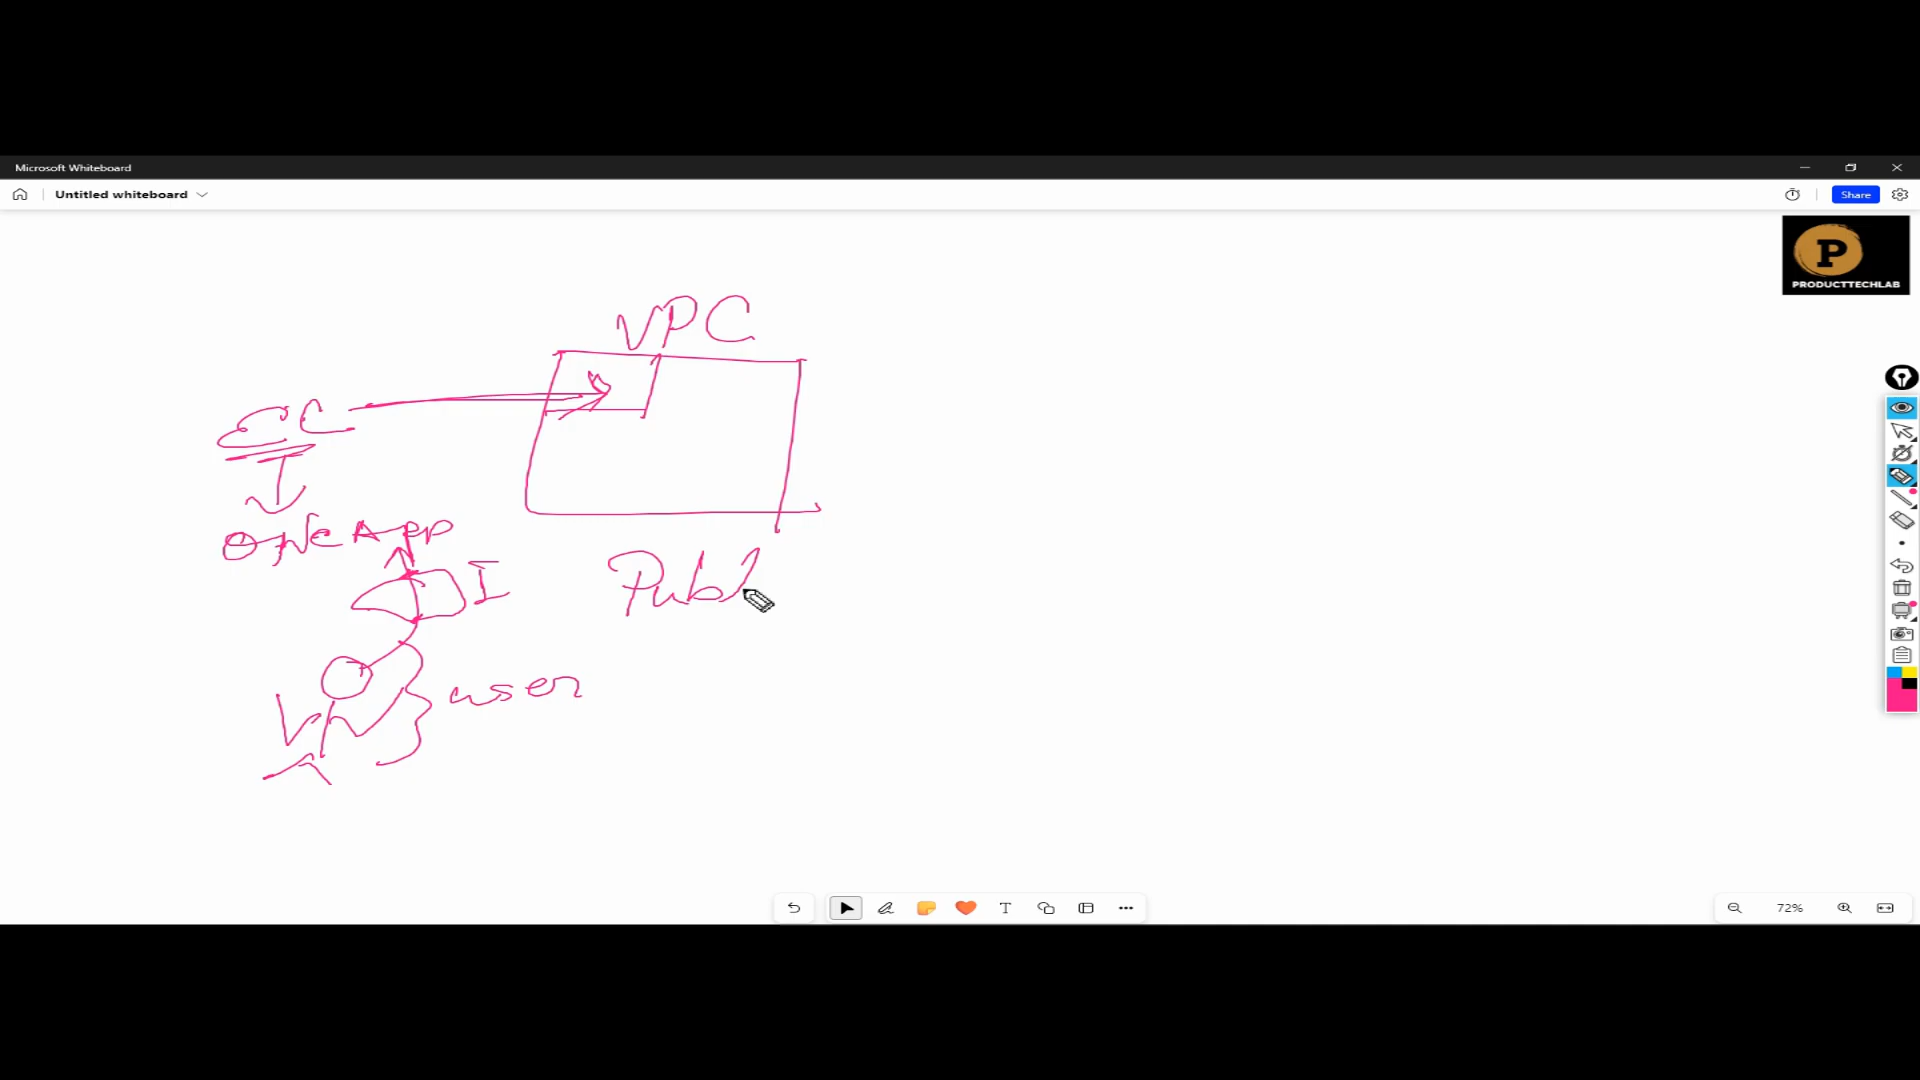 Microsoft Whiteboard
Untitled whiteboard
Share
P
PRODUCTTECHLAB
VPC
EC
ONE APP
I
Publ
user
72%